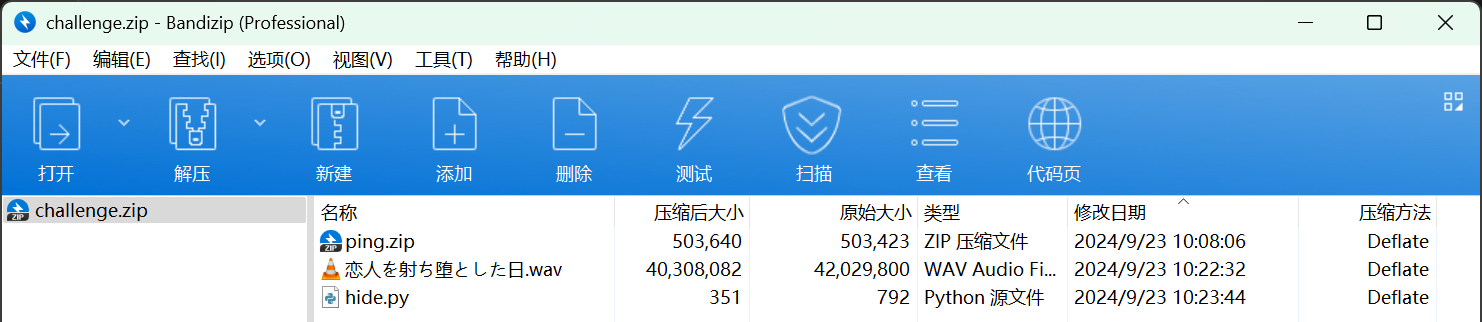 challenge.zip - Bandizip (Professional)
文件(F) 编辑(E) 查找(I) 选项(O) 视图(V) 工具(T) 帮助(H)
打开 解压 新建 添加 删除 测试 扫描 查看 代码页
challenge.zip
名称 压缩后大小 原始大小 类型 修改日期 压缩方法
ping.zip 503,640 503,423 ZIP 压缩文件 2024/9/23 10:08:06 Deflate
恋人を射ち堕とした日.wav 40,308,082 42,029,800 WAV Audio Fi... 2024/9/23 10:22:32 Deflate
hide.py 351 792 Python 源文件 2024/9/23 10:23:44 Deflate